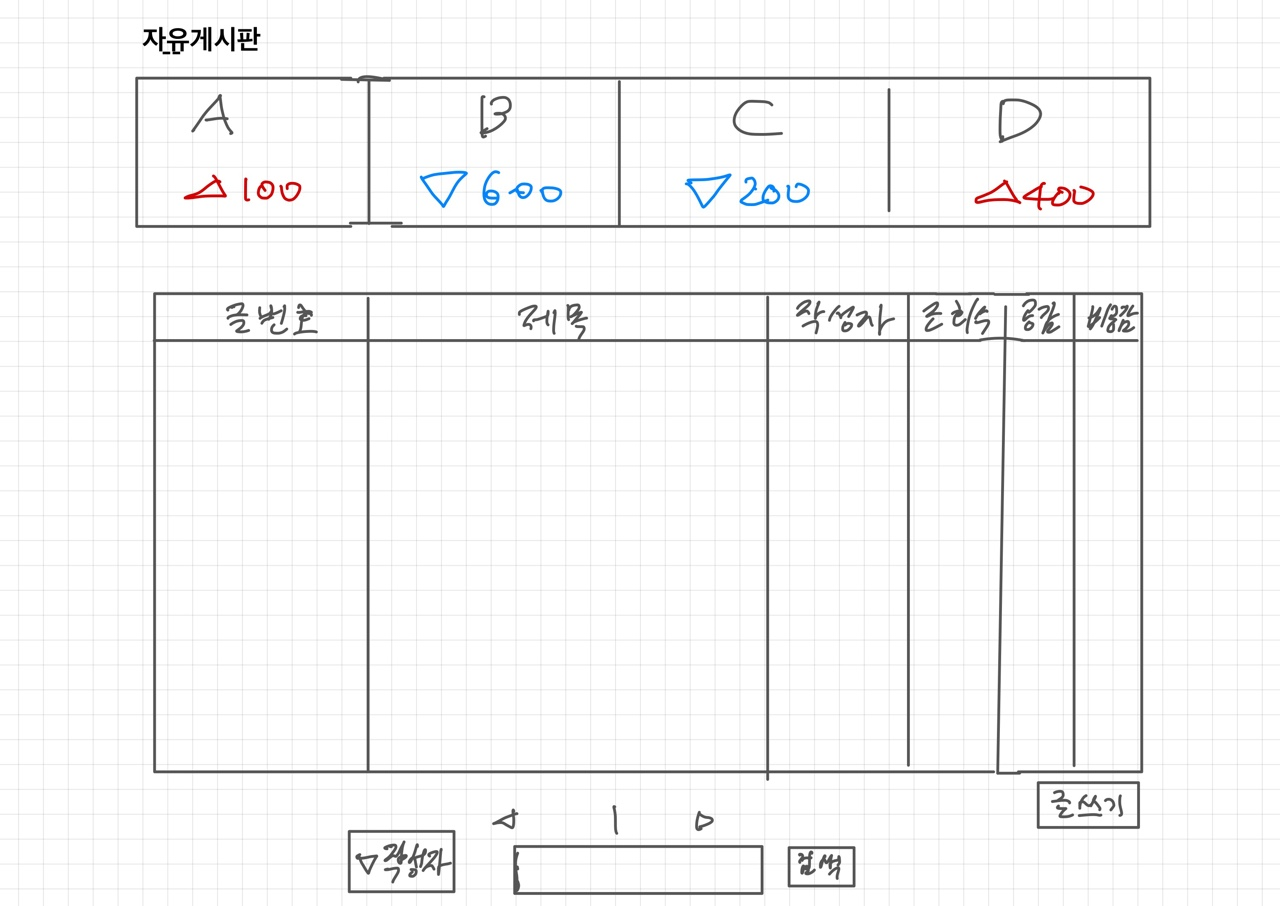 자유게시판
A B C D
△100 ▽600 ▽200 △400
글번호 제목 작성자 조회수 공감 비공감
글쓰기
◁ 1 ▷
▽작성자 검색